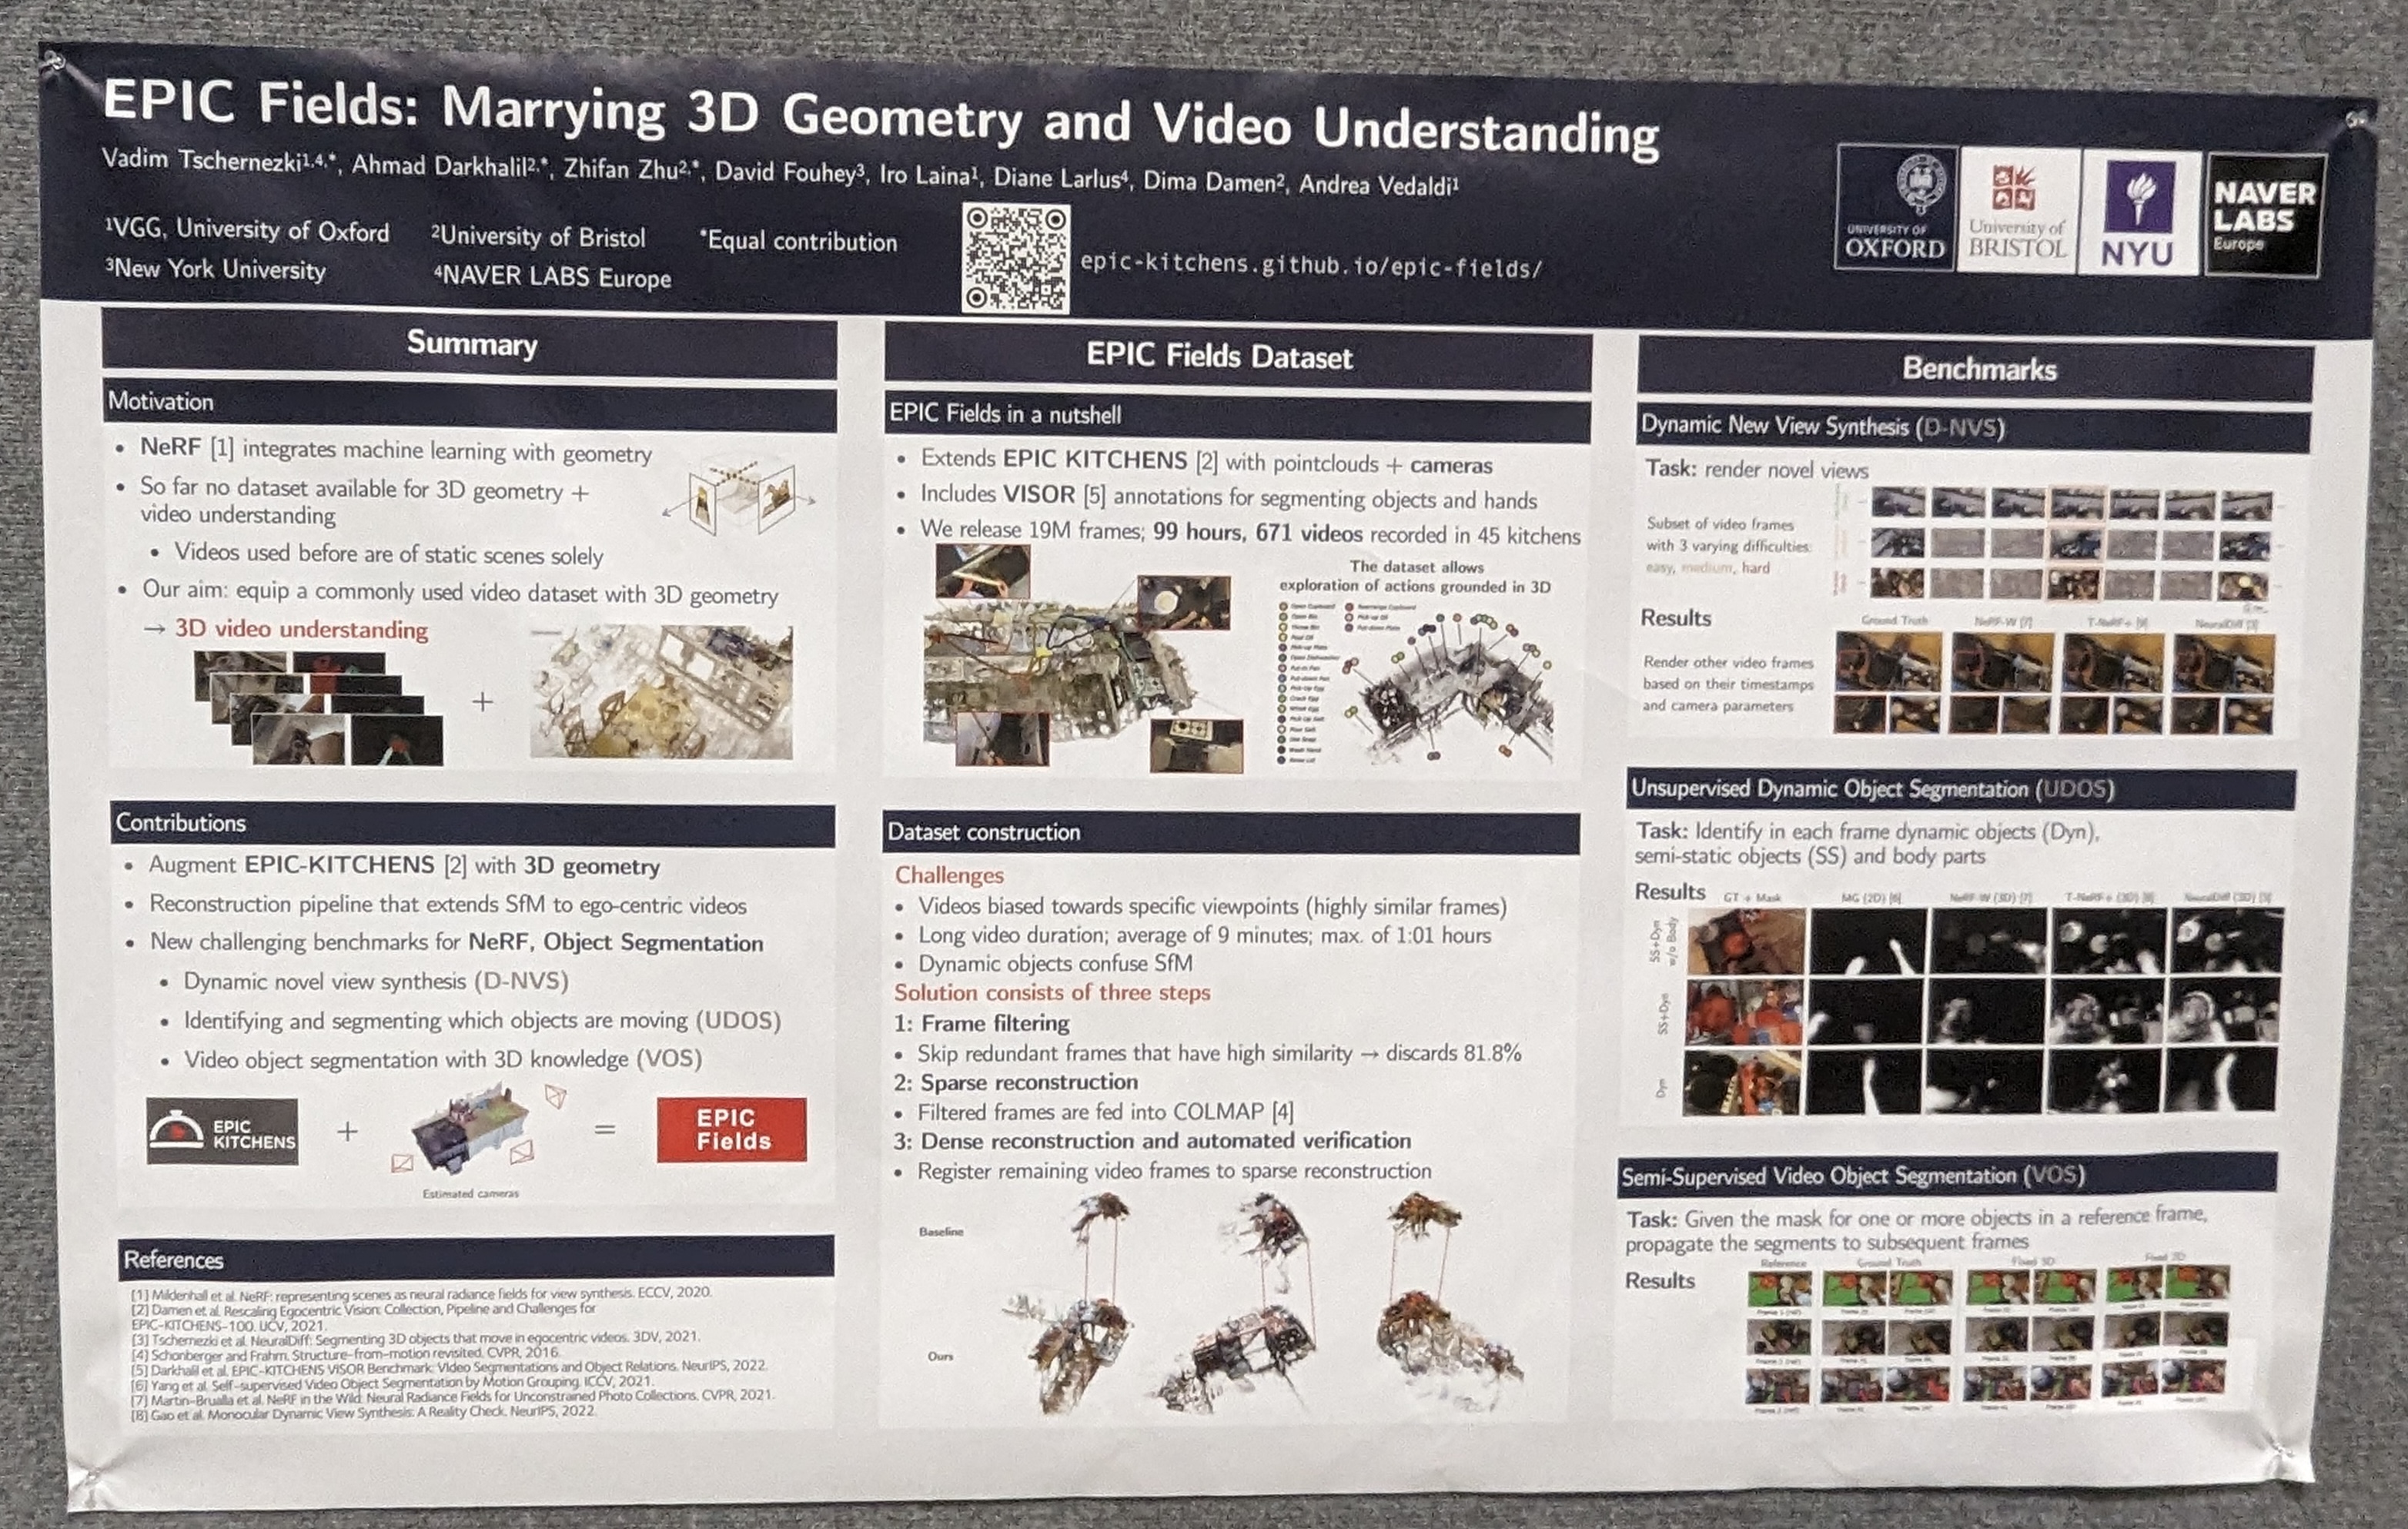 EPIC Fields: Marrying 3D Geometry and Video Understanding
Vadim Tschernezki¹,⁴,*, Ahmad Darkhalil²,*, Zhifan Zhu²,*, David Fouhey³, Iro Laina¹, Diane Larlus⁴, Dima Damen², Andrea Vedaldi¹
¹VGG, University of Oxford ²University of Bristol *Equal contribution
³New York University ⁴NAVER LABS Europe
epic-kitchens.github.io/epic-fields/
UNIVERSITY OF
OXFORD
University of
BRISTOL
NYU
NAVER
LABS
Europe
Summary
Motivation
• NeRF [1] integrates machine learning with geometry
• So far no dataset available for 3D geometry +
video understanding
• Videos used before are of static scenes solely
• Our aim: equip a commonly used video dataset with 3D geometry
→ 3D video understanding
+
Contributions
• Augment EPIC-KITCHENS [2] with 3D geometry
• Reconstruction pipeline that extends SfM to ego-centric videos
• New challenging benchmarks for NeRF, Object Segmentation
• Dynamic novel view synthesis (D-NVS)
• Identifying and segmenting which objects are moving (UDOS)
• Video object segmentation with 3D knowledge (VOS)
EPIC
KITCHENS
+
=
EPIC
Fields
Estimated cameras
References
[1] Mildenhall et al. NeRF: representing scenes as neural radiance fields for view synthesis. ECCV, 2020.
[2] Damen et al. Rescaling Egocentric Vision: Collection, Pipeline and Challenges for
EPIC-KITCHENS-100. IJCV, 2021.
[3] Tschernezki et al. NeuralDiff: Segmenting 3D objects that move in egocentric videos. 3DV, 2021.
[4] Schonberger and Frahm. Structure-from-motion revisited. CVPR, 2016.
[5] Darkhalil et al. EPIC-KITCHENS VISOR Benchmark: Video Segmentations and Object Relations. NeurIPS, 2022.
[6] Yang et al. Self-supervised Video Object Segmentation by Motion Grouping. ICCV, 2021.
[7] Martin-Brualla et al. NeRF in the Wild: Neural Radiance Fields for Unconstrained Photo Collections. CVPR, 2021.
[8] Gao et al. Monocular Dynamic View Synthesis: A Reality Check. NeurIPS, 2022.
EPIC Fields Dataset
EPIC Fields in a nutshell
• Extends EPIC KITCHENS [2] with pointclouds + cameras
• Includes VISOR [5] annotations for segmenting objects and hands
• We release 19M frames; 99 hours, 671 videos recorded in 45 kitchens
The dataset allows
exploration of actions grounded in 3D
Dataset construction
Challenges
• Videos biased towards specific viewpoints (highly similar frames)
• Long video duration; average of 9 minutes; max. of 1:01 hours
• Dynamic objects confuse SfM
Solution consists of three steps
1: Frame filtering
• Skip redundant frames that have high similarity → discards 81.8%
2: Sparse reconstruction
• Filtered frames are fed into COLMAP [4]
3: Dense reconstruction and automated verification
• Register remaining video frames to sparse reconstruction
Baseline
Ours
Benchmarks
Dynamic New View Synthesis (D-NVS)
Task: render novel views
Subset of video frames
with 3 varying difficulties:
easy, medium, hard
Results
Ground Truth NeRF-W [7] T-NeRF+ [8] NeuralDiff [3]
Render other video frames
based on their timestamps
and camera parameters
Unsupervised Dynamic Object Segmentation (UDOS)
Task: Identify in each frame dynamic objects (Dyn),
semi-static objects (SS) and body parts
Results
GT + Mask MG (2D) [6] NeRF-W (3D) [7] T-NeRF+ (3D) [8] NeuralDiff (3D) [3]
SS+Dyn
w/o Body
SS+Dyn
Dyn
Semi-Supervised Video Object Segmentation (VOS)
Task: Given the mask for one or more objects in a reference frame,
propagate the segments to subsequent frames
Results
Reference Ground Truth Fixed 3D Fixed 2D